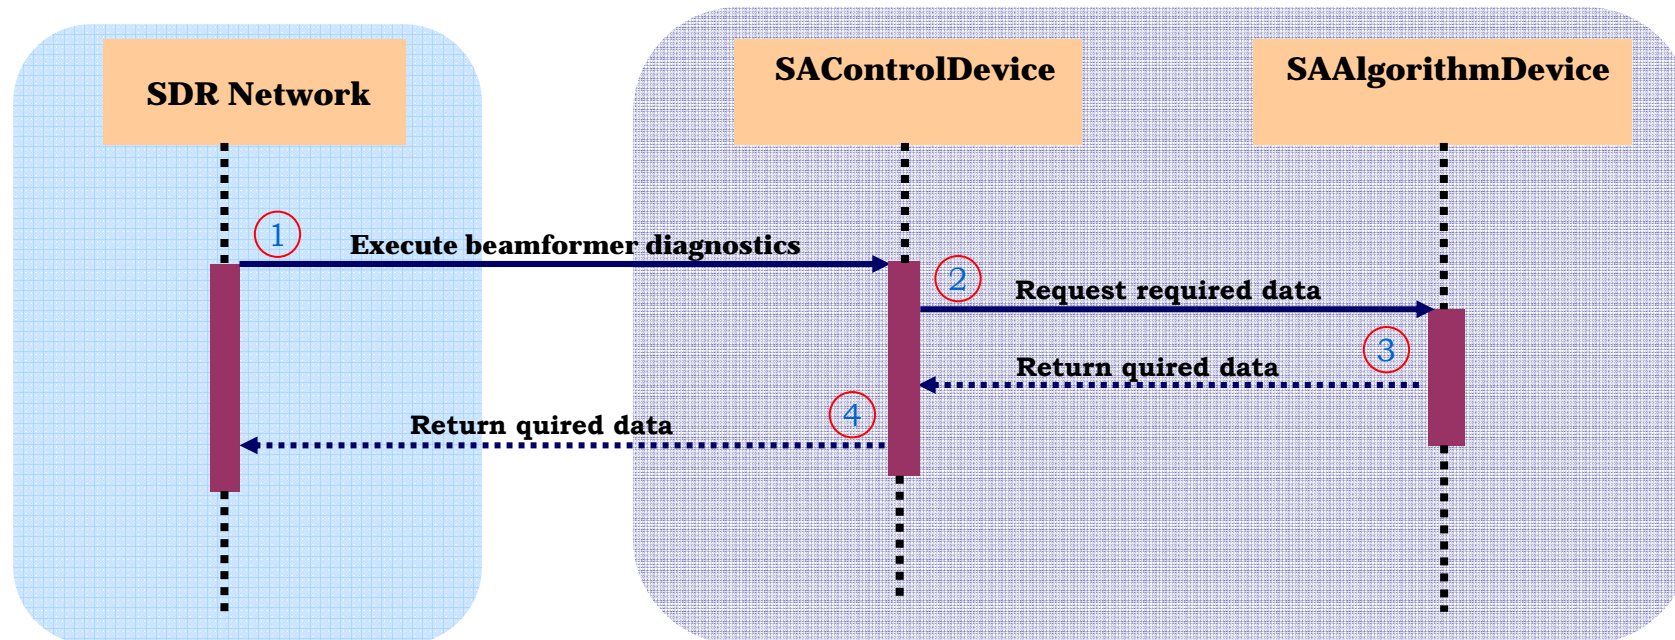 SDR Network
SAControlDevice
SAAlgorithmDevice
1
Execute beamformer diagnostics
2
Request required data
3
Return quired data
4
Return quired data